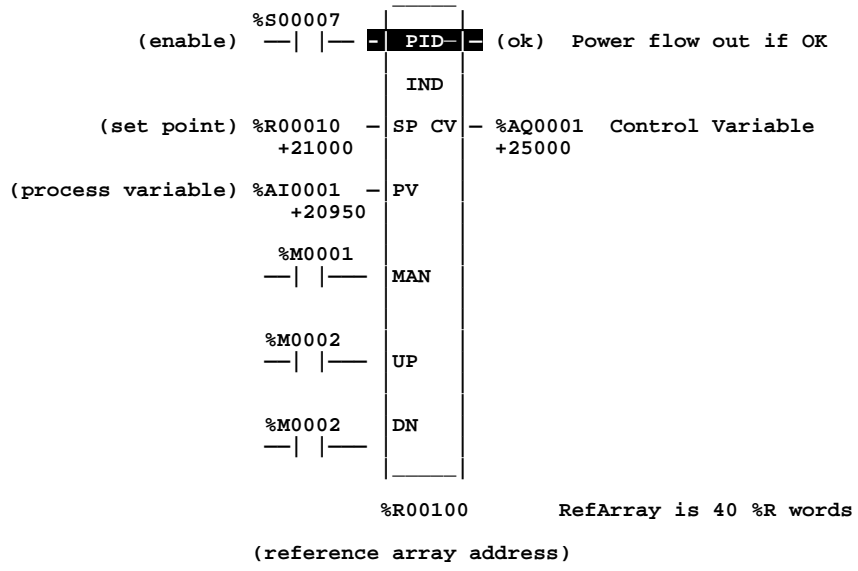 %S00007
(enable) PID (ok) Power flow out if OK
IND
(set point) %R00010 SP CV %AQ0001 Control Variable
+21000 +25000
(process variable) %AI0001 PV
+20950
%M0001
MAN
%M0002
UP
%M0002 DN
%R00100 RefArray is 40 %R words
(reference array address)